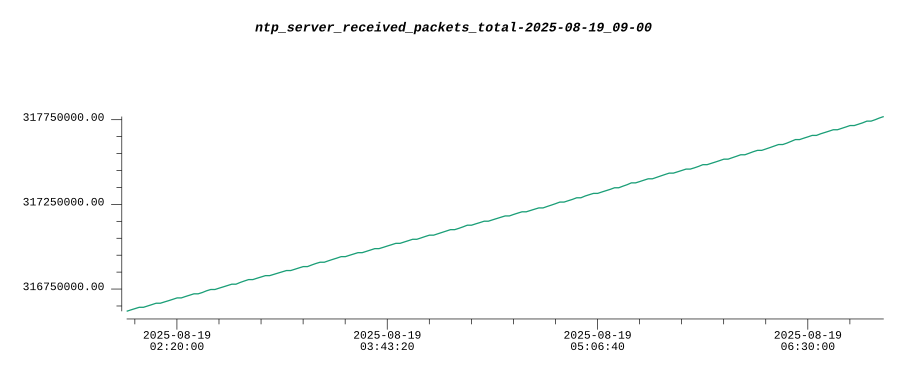 ntp_server_received_packets_total-2025-08-19_09-00
317750000.00
317250000.00
316750000.00
2025-08-19 2025-08-19 2025-08-19 2025-08-19
02:20:00 03:43:20 05:06:40 06:30:00